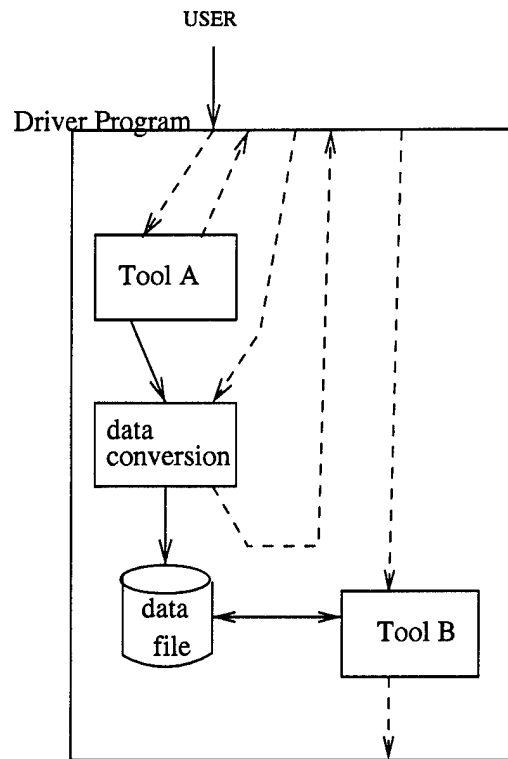 USER
Driver Program
Tool A
data
conversion
data
file
Tool B